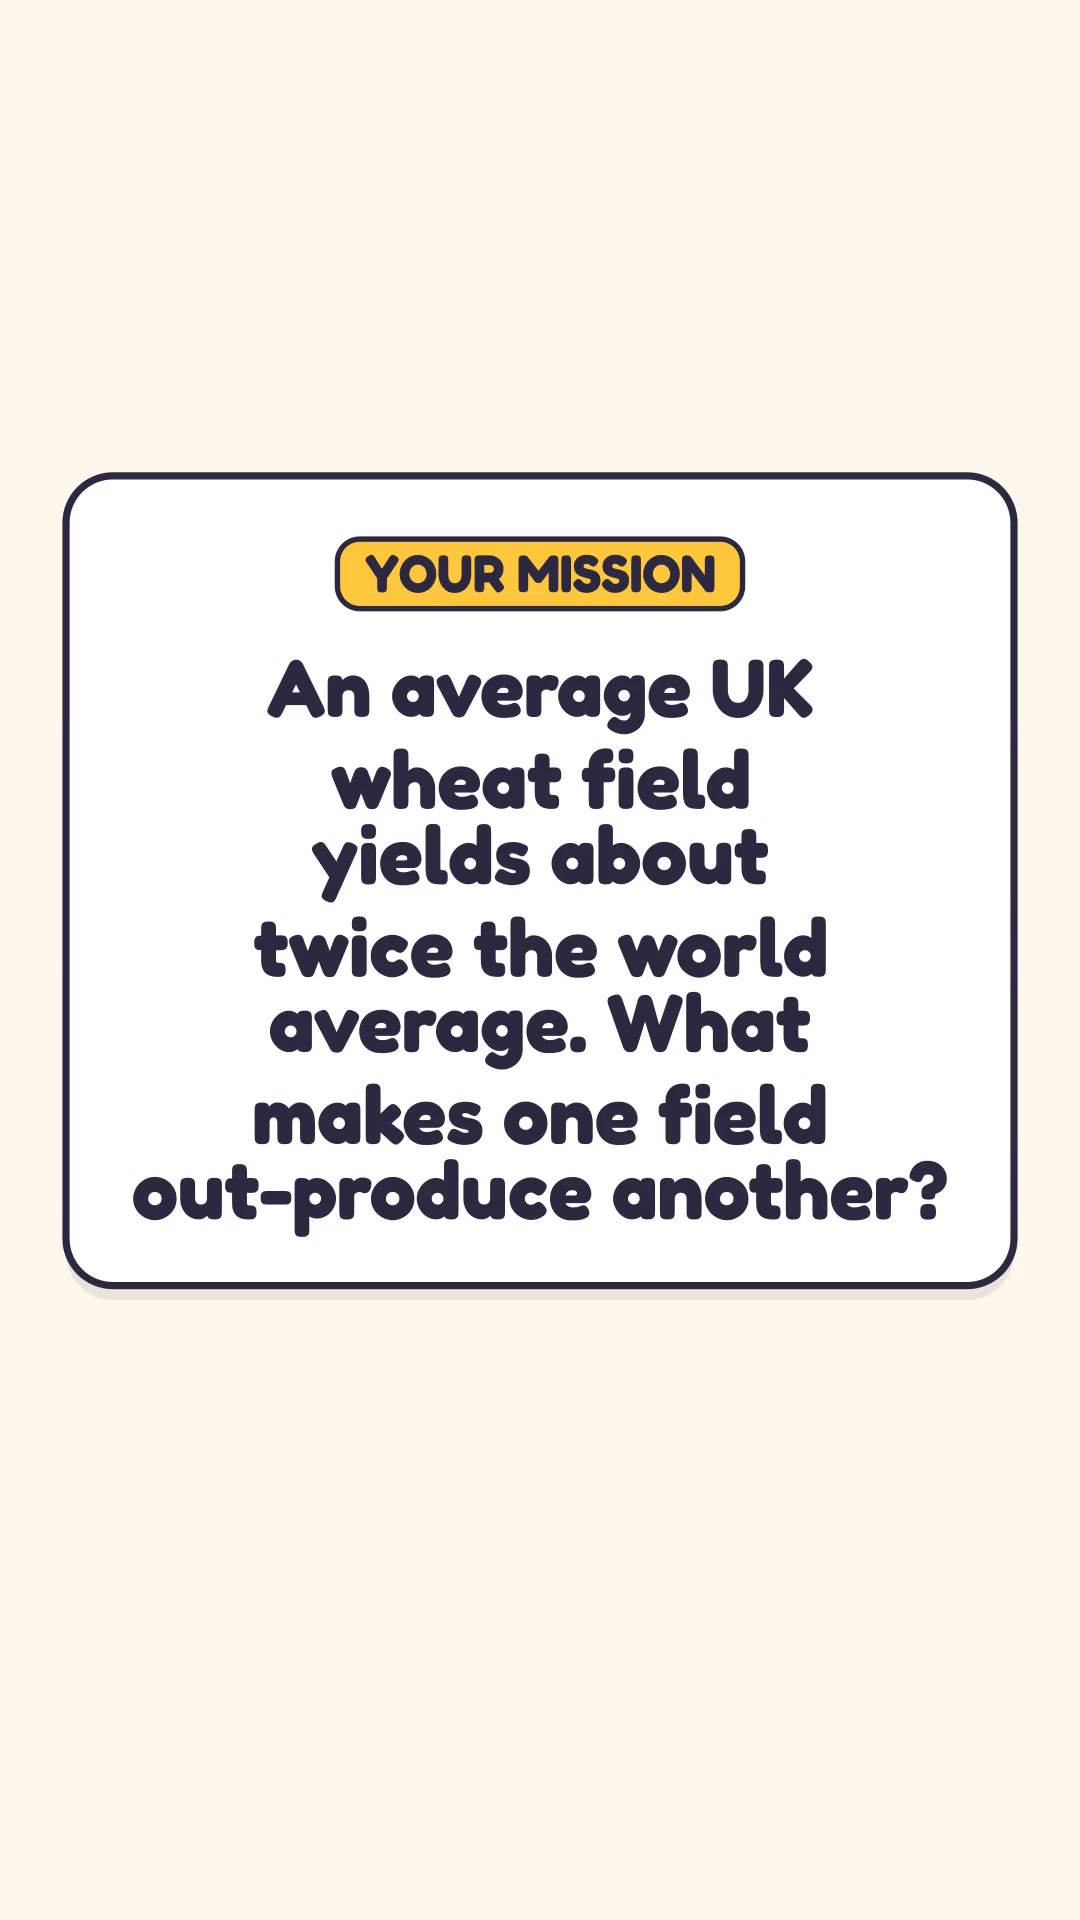 YOUR MISSION
An average UK
wheat field
yields about
twice the world
average. What
makes one field
out-produce another?